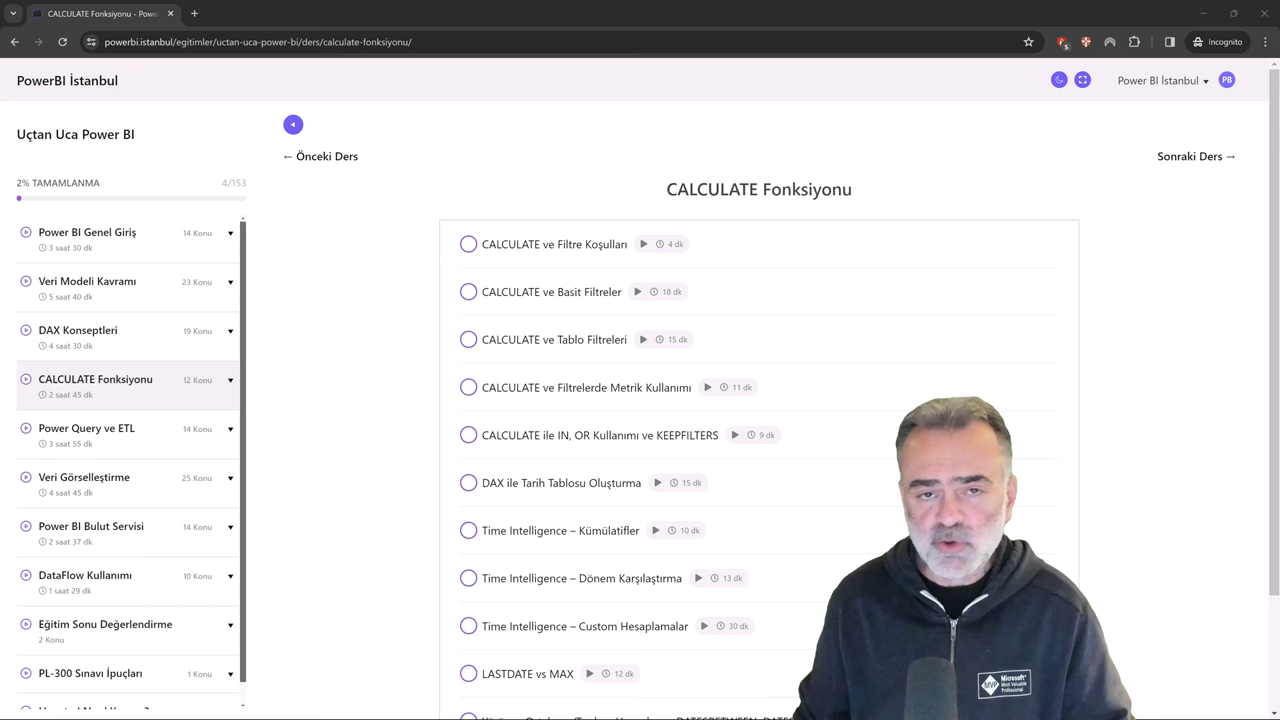 CALCULATE Fonksiyonu - Powe
powerbi.istanbul/egitimler/uctan-uca-power-bi/ders/calculate-fonksiyonu/
Incognito
PowerBI İstanbul
Power BI İstanbul
PB
Uçtan Uca Power BI
2% TAMAMLANMA 4/153
Power BI Genel Giriş 14 Konu
3 saat 30 dk
Veri Modeli Kavramı 23 Konu
5 saat 40 dk
DAX Konseptleri 19 Konu
4 saat 30 dk
CALCULATE Fonksiyonu 12 Konu
2 saat 45 dk
Power Query ve ETL 14 Konu
3 saat 55 dk
Veri Görselleştirme 25 Konu
4 saat 45 dk
Power BI Bulut Servisi 14 Konu
2 saat 37 dk
DataFlow Kullanımı 10 Konu
1 saat 29 dk
Eğitim Sonu Değerlendirme
2 Konu
PL-300 Sınavı İpuçları 1 Konu
← Önceki Ders
Sonraki Ders →
CALCULATE Fonksiyonu
CALCULATE ve Filtre Koşulları 4 dk
CALCULATE ve Basit Filtreler 18 dk
CALCULATE ve Tablo Filtreleri 15 dk
CALCULATE ve Filtrelerde Metrik Kullanımı 11 dk
CALCULATE ile IN, OR Kullanımı ve KEEPFILTERS 9 dk
DAX ile Tarih Tablosu Oluşturma 15 dk
Time Intelligence – Kümülatifler 10 dk
Time Intelligence – Dönem Karşılaştırma 13 dk
Time Intelligence – Custom Hesaplamalar 30 dk
LASTDATE vs MAX 12 dk
MVP
Microsoft
Most Valuable
Professional